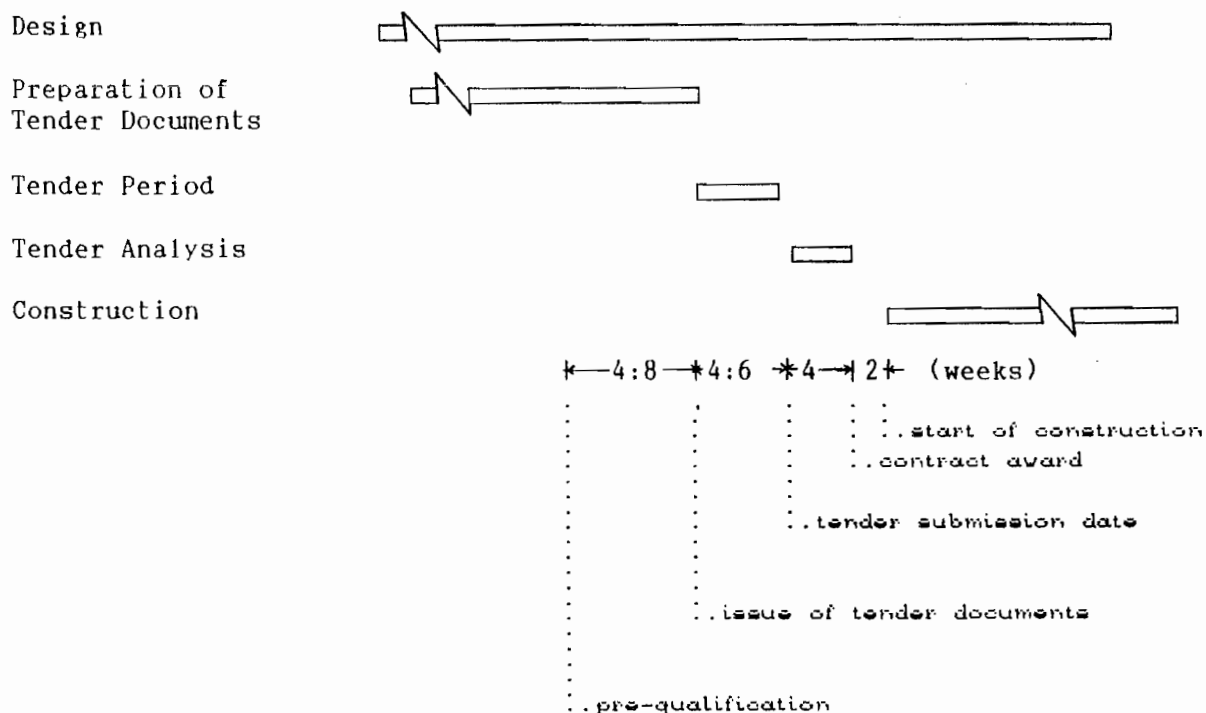 Design
Preparation of
Tender Documents
Tender Period
Tender Analysis
Construction
4:8 4:6 4 2 (weeks)
..start of construction
..contract award
..tender submission date
..issue of tender documents
..pre-qualification